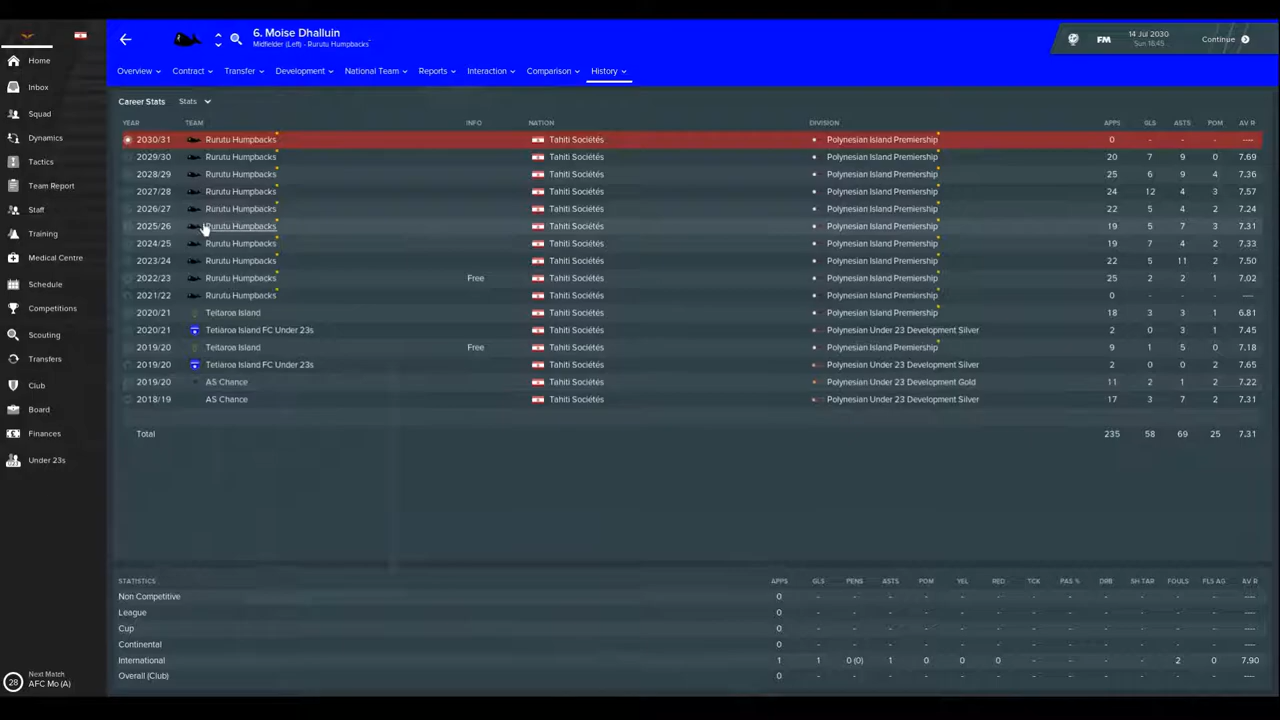 6. Moise Dhalluin
Midfielder (Left) - Rurutu Humpbacks
14 Jul 2030
Sun 16:45
FM
Continue
Overview Contract Transfer Development National Team Reports Interaction Comparison History
Home
Inbox
Squad
Dynamics
Tactics
Team Report
Staff
Training
Medical Centre
Schedule
Competitions
Scouting
Transfers
Club
Board
Finances
Under 23s
28 Next Match
AFC Mo (A)
Career Stats Stats
YEAR TEAM INFO NATION DIVISION APPS GLS ASTS POM AV R
2030/31 Rurutu Humpbacks Tahiti Sociétés Polynesian Island Premiership 0 - - - ----
2029/30 Rurutu Humpbacks Tahiti Sociétés Polynesian Island Premiership 20 7 9 0 7.69
2028/29 Rurutu Humpbacks Tahiti Sociétés Polynesian Island Premiership 25 6 9 4 7.36
2027/28 Rurutu Humpbacks Tahiti Sociétés Polynesian Island Premiership 24 12 4 3 7.57
2026/27 Rurutu Humpbacks Tahiti Sociétés Polynesian Island Premiership 22 5 4 2 7.24
2025/26 Rurutu Humpbacks Tahiti Sociétés Polynesian Island Premiership 19 5 7 3 7.31
2024/25 Rurutu Humpbacks Tahiti Sociétés Polynesian Island Premiership 19 7 4 2 7.33
2023/24 Rurutu Humpbacks Tahiti Sociétés Polynesian Island Premiership 22 5 11 2 7.50
2022/23 Rurutu Humpbacks Free Tahiti Sociétés Polynesian Island Premiership 25 2 2 1 7.02
2021/22 Rurutu Humpbacks Tahiti Sociétés Polynesian Island Premiership 0 - - - ----
2020/21 Teitaroa Island Tahiti Sociétés Polynesian Island Premiership 18 3 3 1 6.81
2020/21 Tetiaroa Island FC Under 23s Tahiti Sociétés Polynesian Under 23 Development Silver 2 0 3 1 7.45
2019/20 Teitaroa Island Free Tahiti Sociétés Polynesian Island Premiership 9 1 5 0 7.18
2019/20 Tetiaroa Island FC Under 23s Tahiti Sociétés Polynesian Under 23 Development Silver 2 0 0 2 7.65
2019/20 AS Chance Tahiti Sociétés Polynesian Under 23 Development Gold 11 2 1 2 7.22
2018/19 AS Chance Tahiti Sociétés Polynesian Under 23 Development Silver 17 3 7 2 7.31
Total 235 58 69 25 7.31
STATISTICS APPS GLS PENS ASTS POM YEL RED TCK PAS % DRB SH TAR FOULS FLS AG AV R
Non Competitive 0 - - - - - - - - - - - - ----
League 0 - - - - - - - - - - - - ----
Cup 0 - - - - - - - - - - - - ----
Continental 0 - - - - - - - - - - - - ----
International 1 1 0 (0) 1 0 0 0 2 0 7.90
Overall (Club) 0 - - - - - - - - - - - - ----